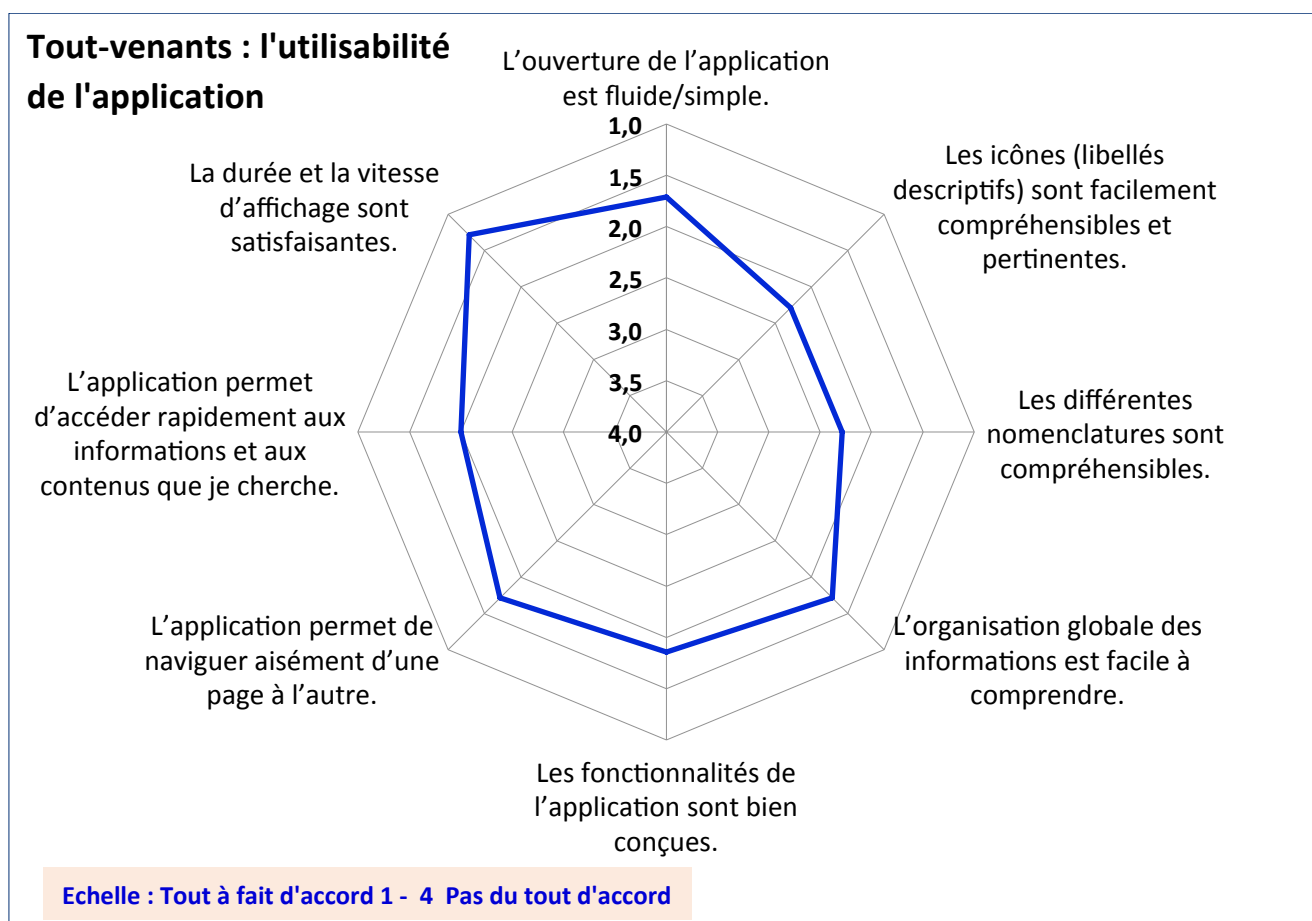 Tout-venants : l'utilisabilité
de l'application
L’ouverture de l’application
est fluide/simple.
1,0
1,5
2,0
2,5
3,0
3,5
4,0
Les icônes (libellés
descriptifs) sont facilement
compréhensibles et
pertinentes.
Les différentes
nomenclatures sont
compréhensibles.
L’organisation globale des
informations est facile à
comprendre.
Les fonctionnalités de
l’application sont bien
conçues.
L’application permet de
naviguer aisément d’une
page à l’autre.
L’application permet
d’accéder rapidement aux
informations et aux
contenus que je cherche.
La durée et la vitesse
d’affichage sont
satisfaisantes.
Echelle : Tout à fait d'accord 1 - 4 Pas du tout d'accord